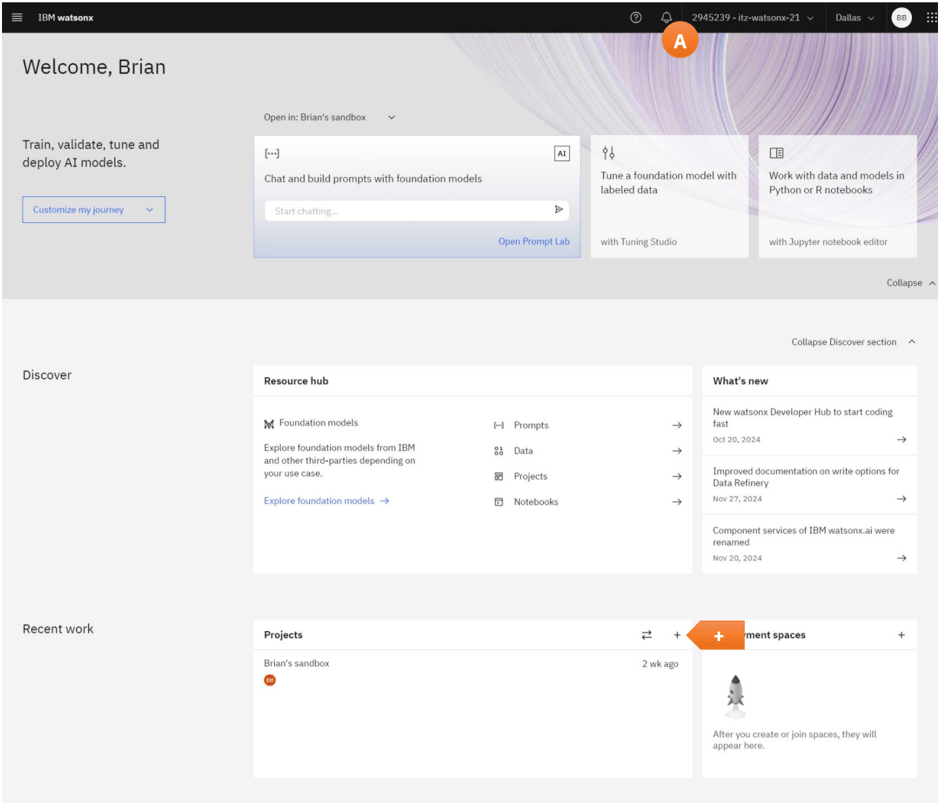 IBM watsonx
2945239 - itz-watsonx-21
Dallas
BB
A
Welcome, Brian
Open in: Brian's sandbox
Train, validate, tune and
deploy AI models.
Customize my journey
AI
Chat and build prompts with foundation models
Start chatting...
Open Prompt Lab
Tune a foundation model with
labeled data
with Tuning Studio
Work with data and models in
Python or R notebooks
with Jupyter notebook editor
Collapse
Collapse Discover section
Discover
Resource hub
Foundation models
Explore foundation models from IBM
and other third-parties depending on
your use case.
Explore foundation models
Prompts
Data
Projects
Notebooks
What's new
New watsonx Developer Hub to start coding
fast
Oct 20, 2024
Improved documentation on write options for
Data Refinery
Nov 27, 2024
Component services of IBM watsonx.ai were
renamed
Nov 20, 2024
Recent work
Projects
+
+
Brian's sandbox
2 wk ago
BB
ment spaces
+
After you create or join spaces, they will
appear here.